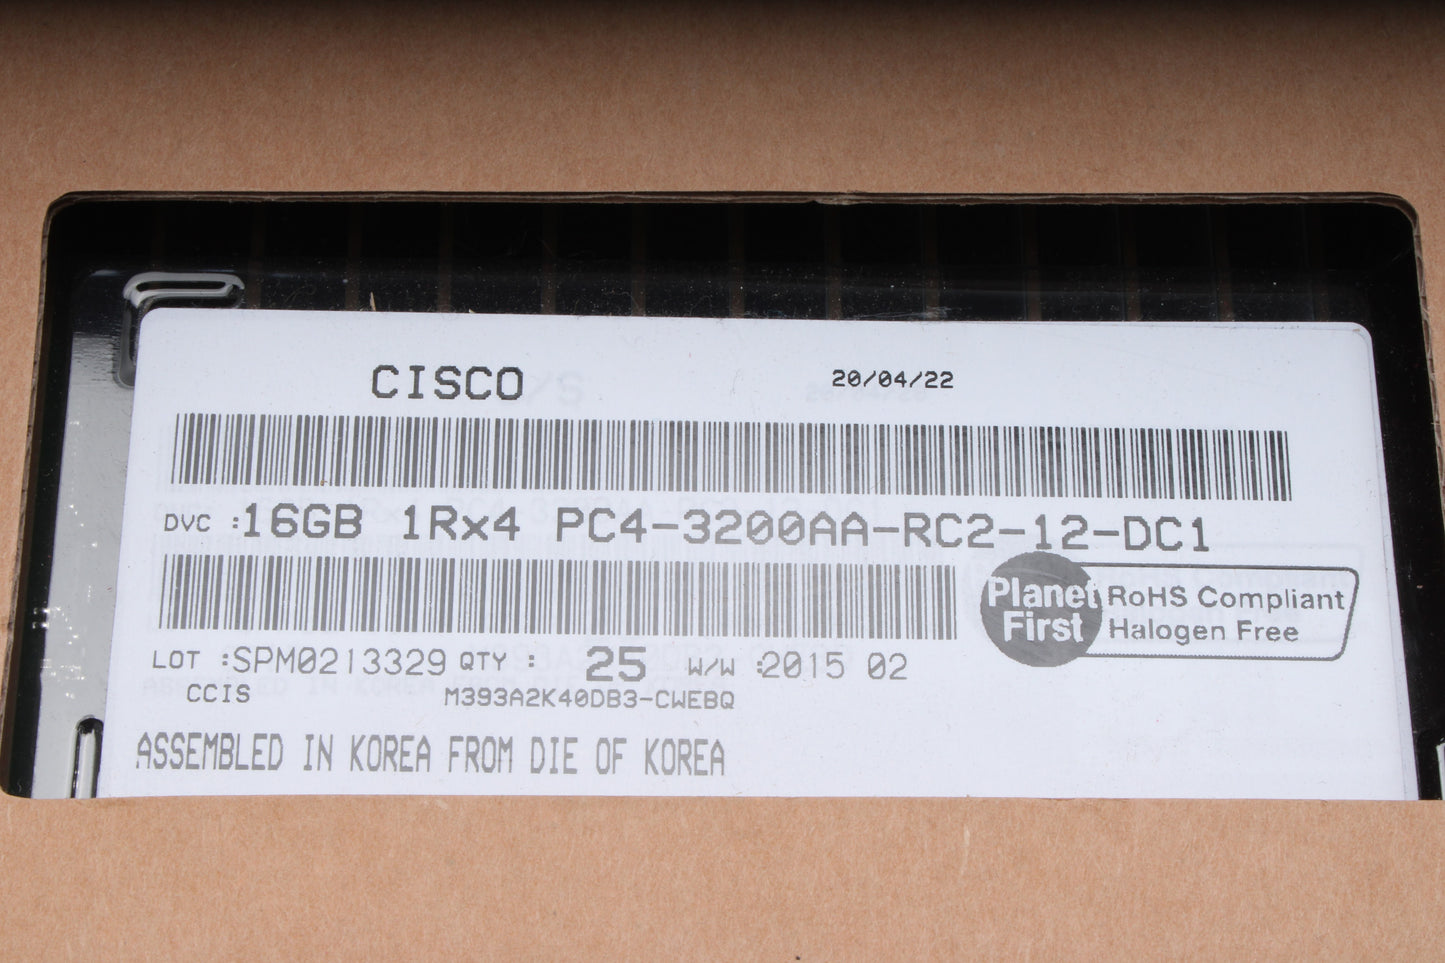 CISCO
20/04/22
DVC :16GB 1Rx4 PC4-3200AA-RC2-12-DC1
Planet
First
RoHS Compliant
Halogen Free
LOT :SPM0213329 QTY : 25 W/W :2015 02
CCIS M393A2K40DB3-CWEBQ
ASSEMBLED IN KOREA FROM DIE OF KOREA